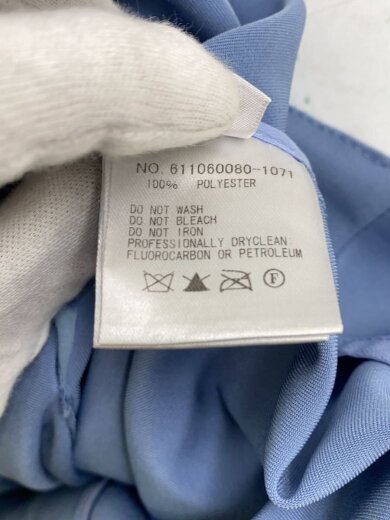 NO. 611060080-1071
100% POLYESTER
DO NOT WASH
DO NOT BLEACH
DO NOT IRON
PROFESSIONALLY DRYCLEAN
FLUOROCARBON OR PETROLEUM
F